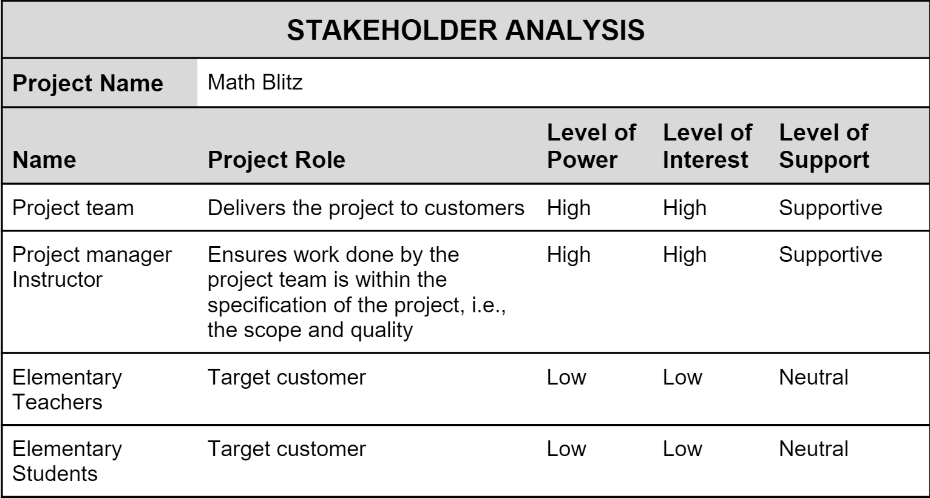 STAKEHOLDER ANALYSIS
Project Name Math Blitz
Name Project Role Level of Power Level of Interest Level of Support
Project team Delivers the project to customers High High Supportive
Project manager Instructor Ensures work done by the project team is within the specification of the project, i.e., the scope and quality High High Supportive
Elementary Teachers Target customer Low Low Neutral
Elementary Students Target customer Low Low Neutral